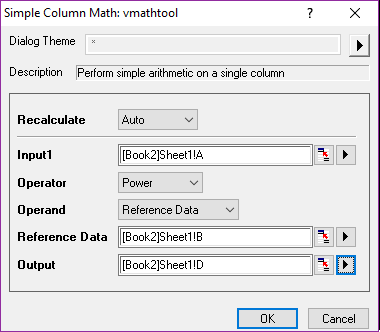 Simple Column Math: vmathtool
Dialog Theme *
Description Perform simple arithmetic on a single column
Recalculate Auto
Input1 [Book2]Sheet1!A
Operator Power
Operand Reference Data
Reference Data [Book2]Sheet1!B
Output [Book2]Sheet1!D
OK Cancel